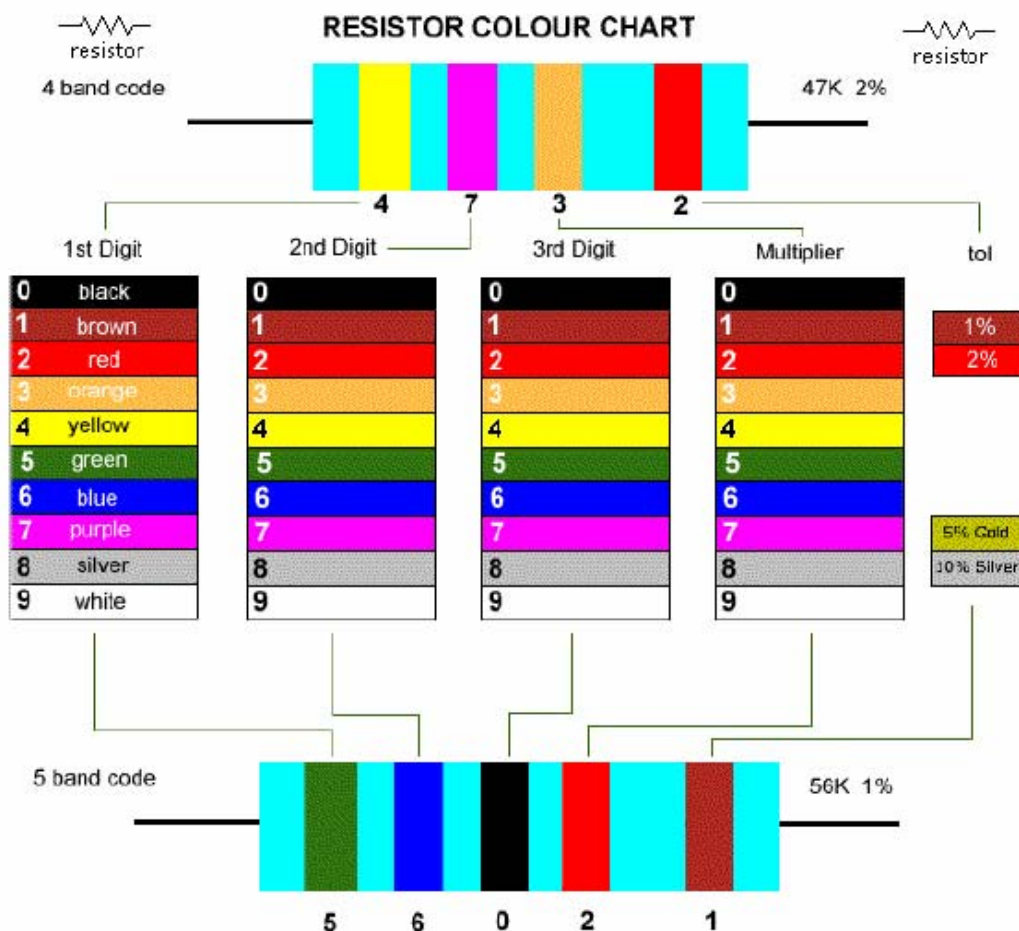 RESISTOR COLOUR CHART
resistor
resistor
4 band code
47K 2%
4 7 3 2
1st Digit 2nd Digit 3rd Digit Multiplier tol
0 black 0 0 0
1 brown 1 1 1 1%
2 red 2 2 2 2%
3 orange 3 3 3
4 yellow 4 4 4
5 green 5 5 5
6 blue 6 6 6
7 purple 7 7 7 5% Gold
8 silver 8 8 8 10% Silver
9 white 9 9 9
5 band code
56K 1%
5 6 0 2 1